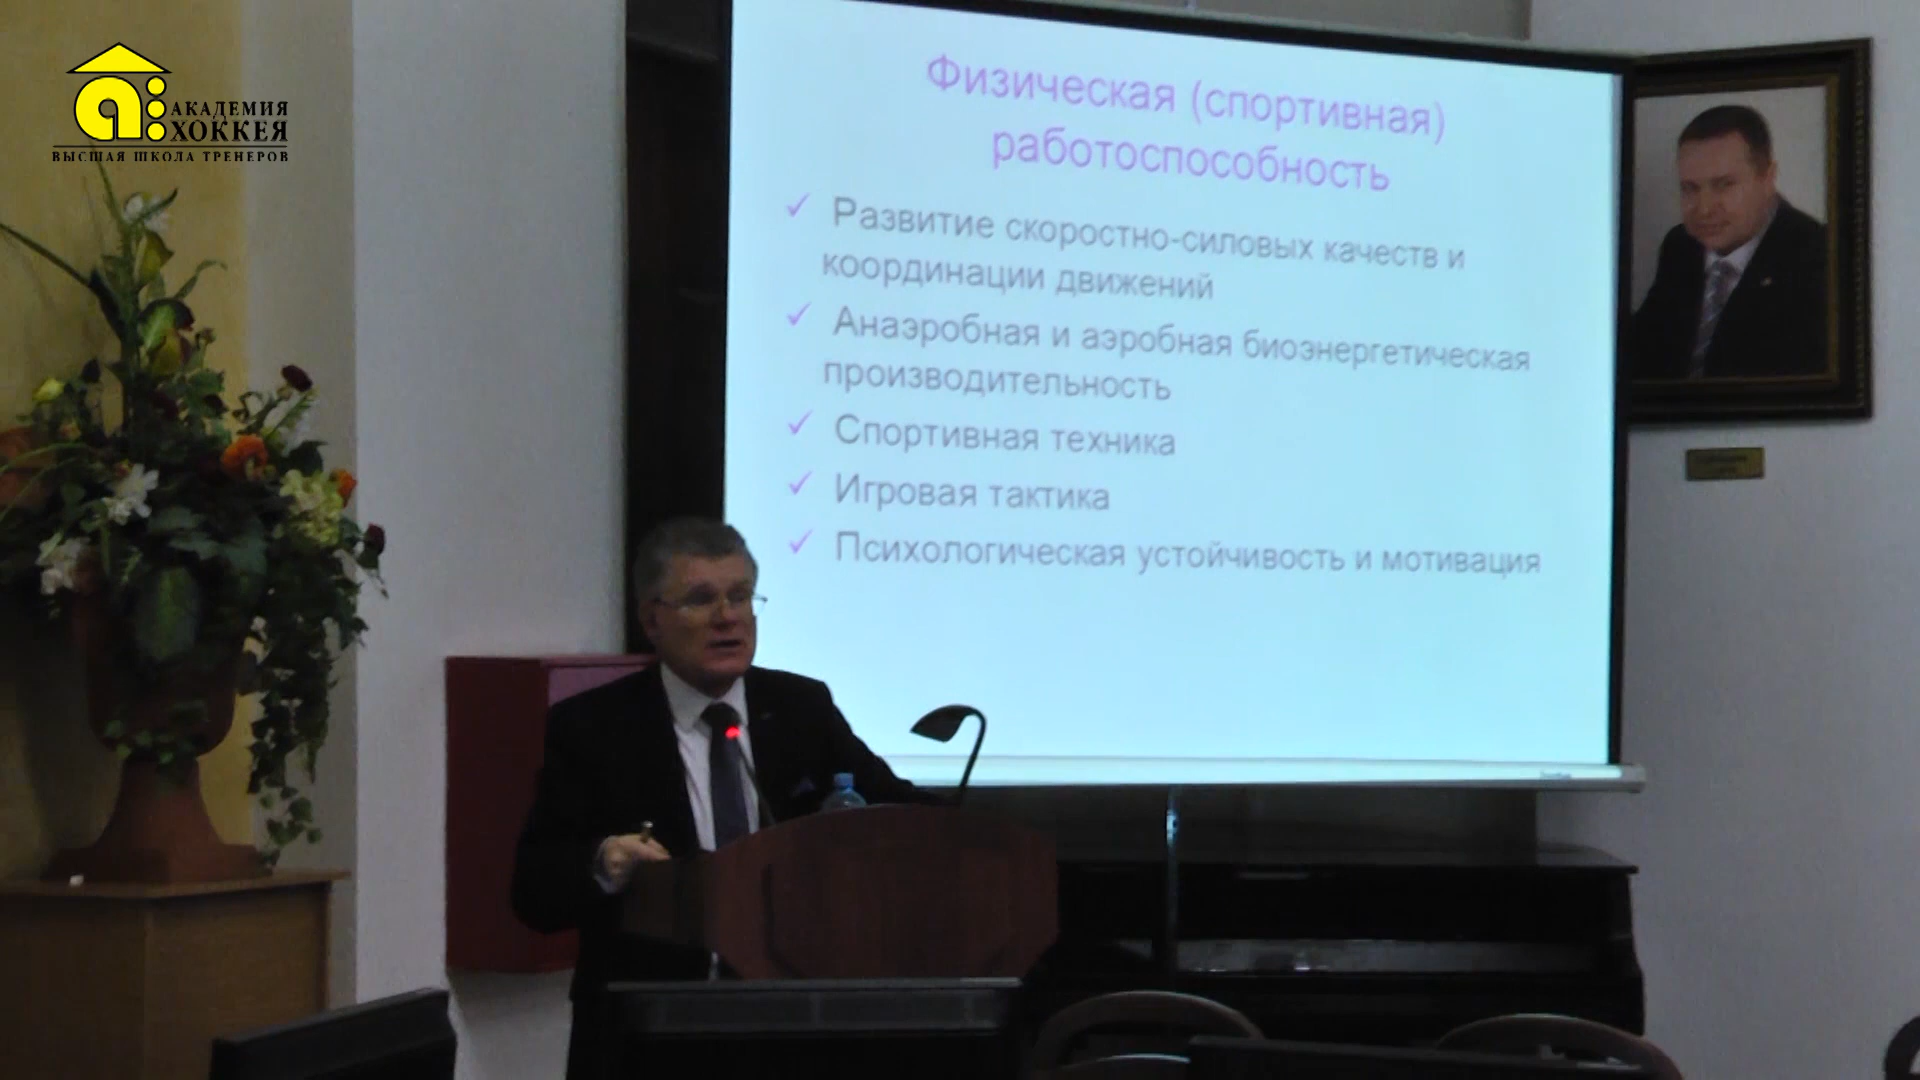 АКАДЕМИЯ
ХОККЕЯ
ВЫСШАЯ ШКОЛА ТРЕНЕРОВ
Физическая (спортивная)
работоспособность
✓ Развитие скоростно-силовых качеств и
координации движений
✓ Анаэробная и аэробная биоэнергетическая
производительность
✓ Спортивная техника
✓ Игровая тактика
✓ Психологическая устойчивость и мотивация